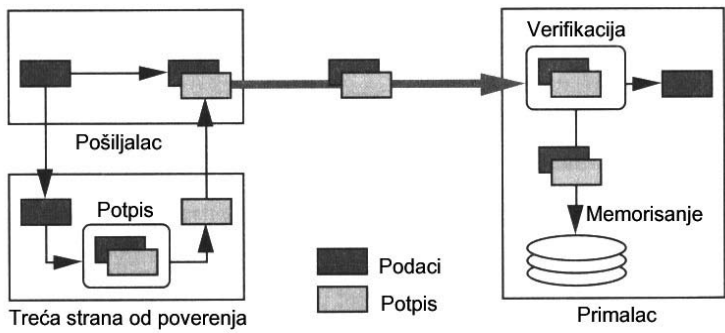 Verifikacija
Pošiljalac
Potpis
Memorisanje
Podaci
Potpis
Treća strana od poverenja
Primalac